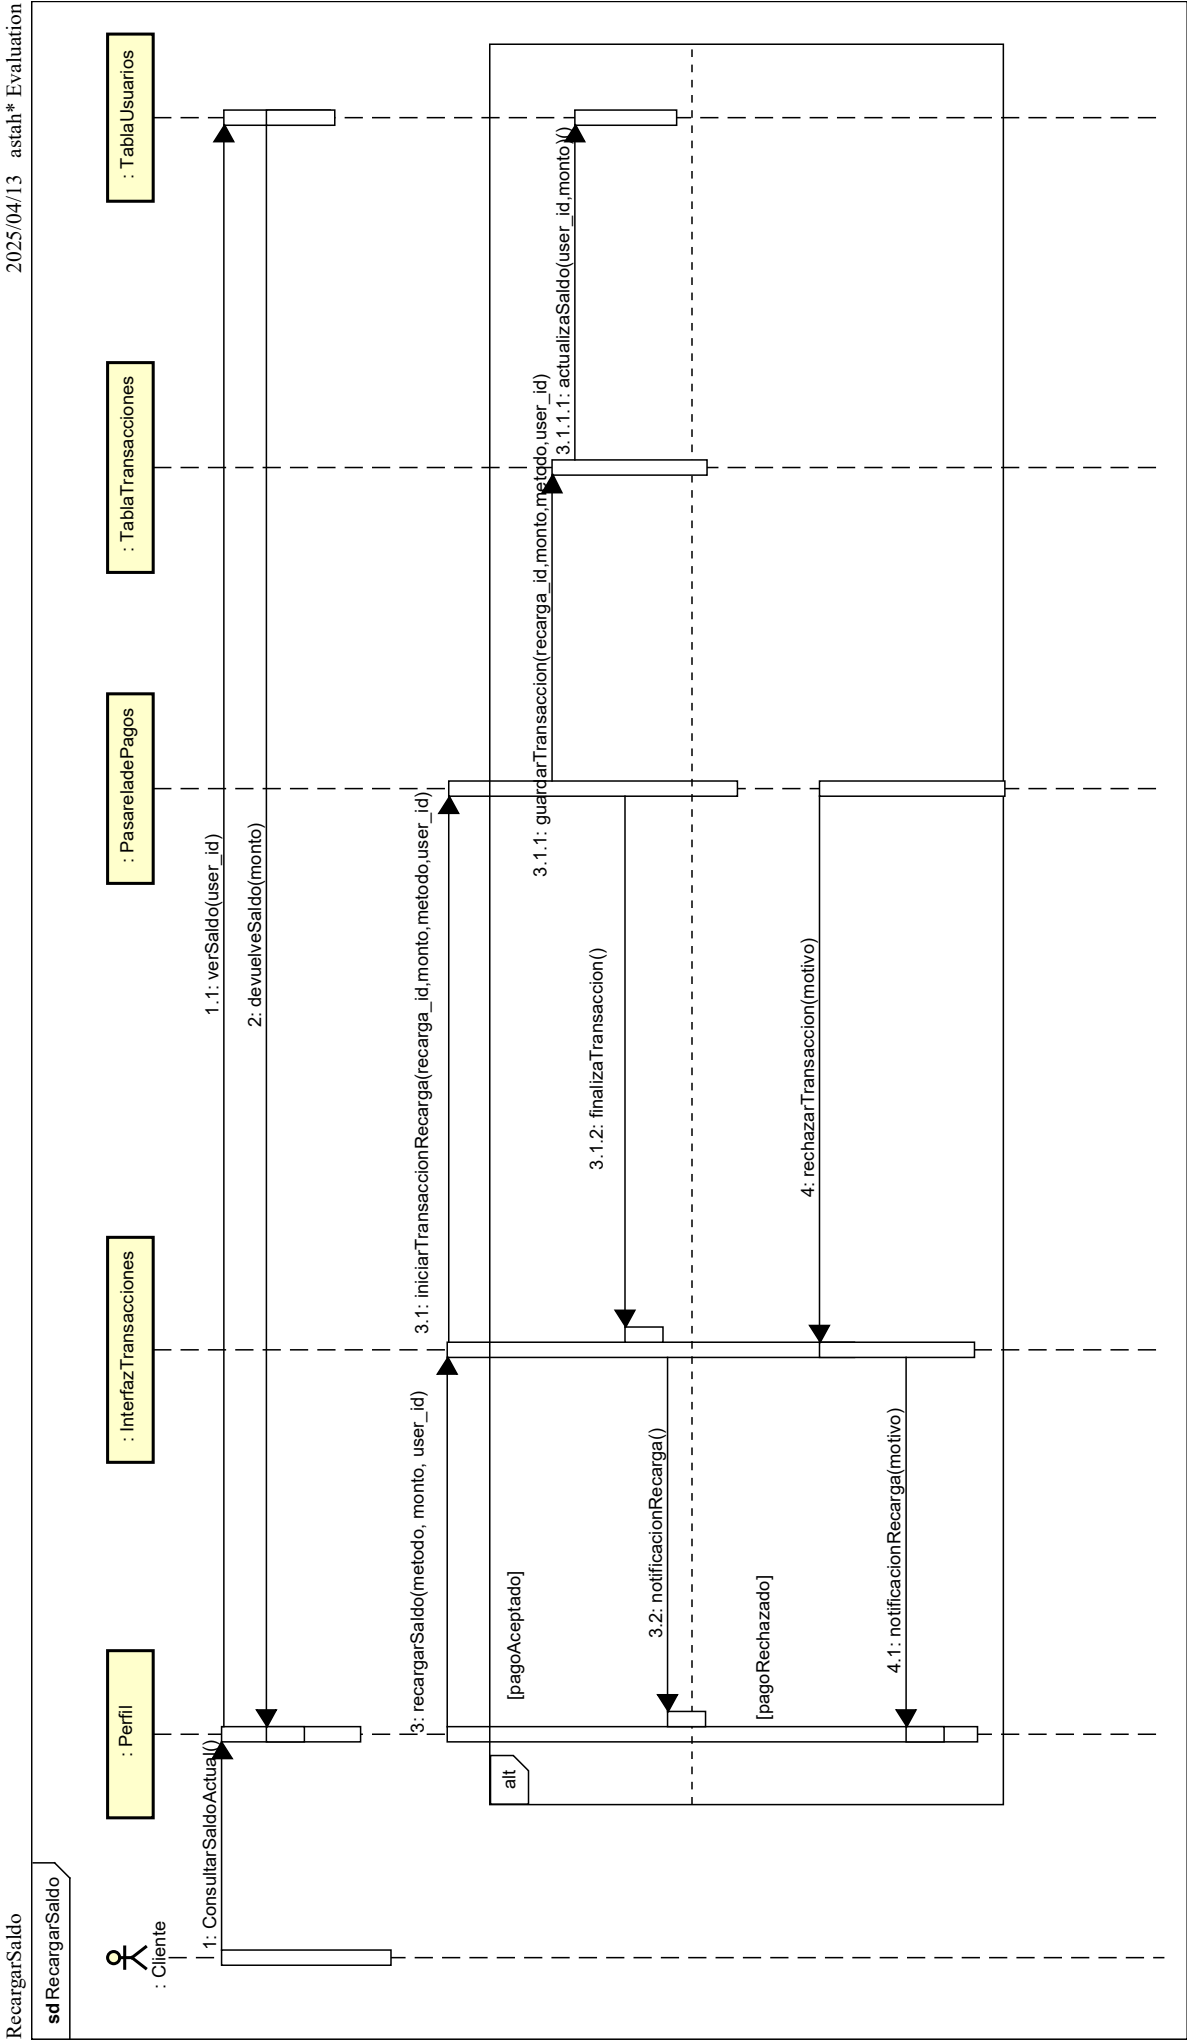 RecargarSaldo
2025/04/13 astah* Evaluation
sd RecargarSaldo
: Cliente
: Perfil
: InterfazTransacciones
: PasareladePagos
: TablaTransacciones
: TablaUsuarios
1: ConsultarSaldoActual()
1.1: verSaldo(user_id)
2: devuelveSaldo(monto)
3: recargarSaldo(metodo, monto, user_id)
3.1: iniciarTransaccionRecarga(recarga_id,monto,metodo,user_id)
alt
[pagoAceptado]
3.1.1: guardarTransaccion(recarga_id,monto,metodo,user_id)
3.1.1.1: actualizaSaldo(user_id,monto)()
3.1.2: finalizaTransaccion()
3.2: notificacionRecarga()
[pagoRechazado]
4: rechazarTransaccion(motivo)
4.1: notificacionRecarga(motivo)